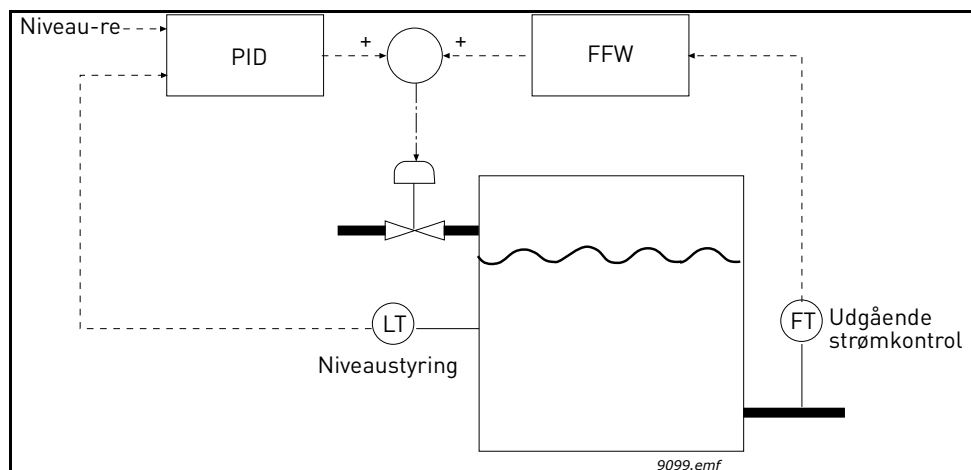 Niveau-re
PID
+
+
FFW
LT
Niveaustyring
FT
Udgående
strømkontrol
9099.emf